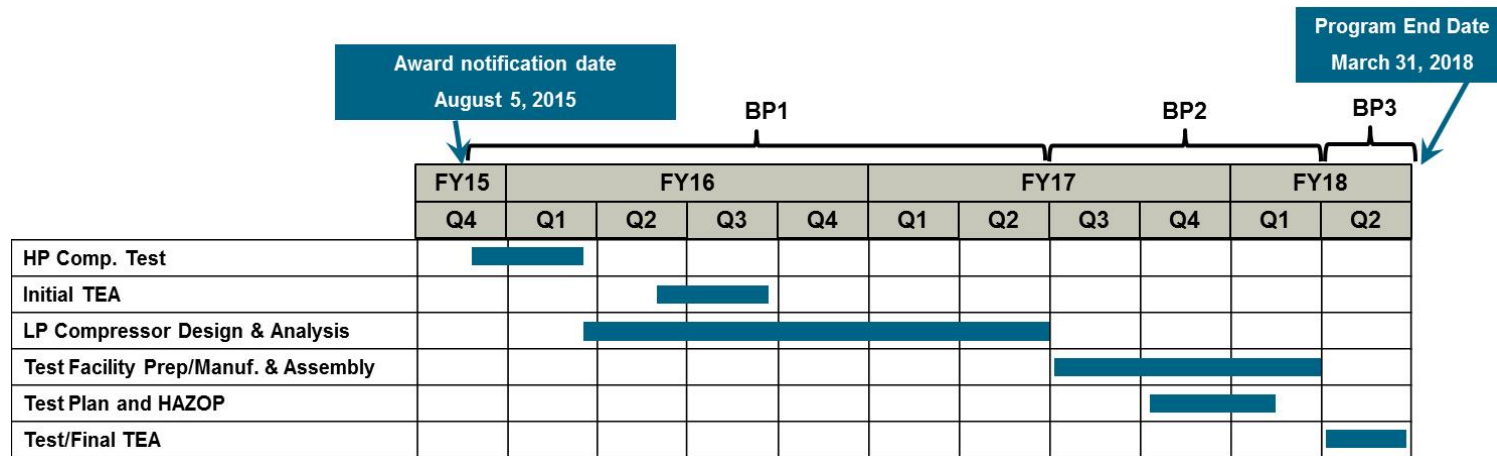 Program End Date
March 31, 2018
Award notification date
August 5, 2015
BP1 BP2 BP3
FY15 FY16 FY17 FY18
Q4 Q1 Q2 Q3 Q4 Q1 Q2 Q3 Q4 Q1 Q2
HP Comp. Test
Initial TEA
LP Compressor Design & Analysis
Test Facility Prep/Manuf. & Assembly
Test Plan and HAZOP
Test/Final TEA